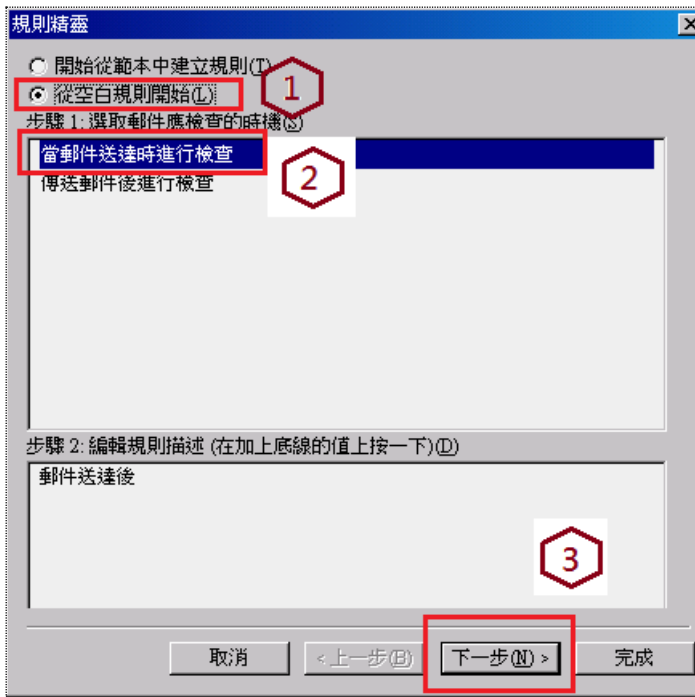 規則精靈
開始從範本中建立規則(T)
從空白規則開始(L)
1
步驟 1: 選取郵件應檢查的時機(S)
當郵件送達時進行檢查
2
傳送郵件後進行檢查
步驟 2: 編輯規則描述 (在加上底線的值上按一下)(D)
郵件送達後
3
取消
<上一步(B)
下一步(N) >
完成